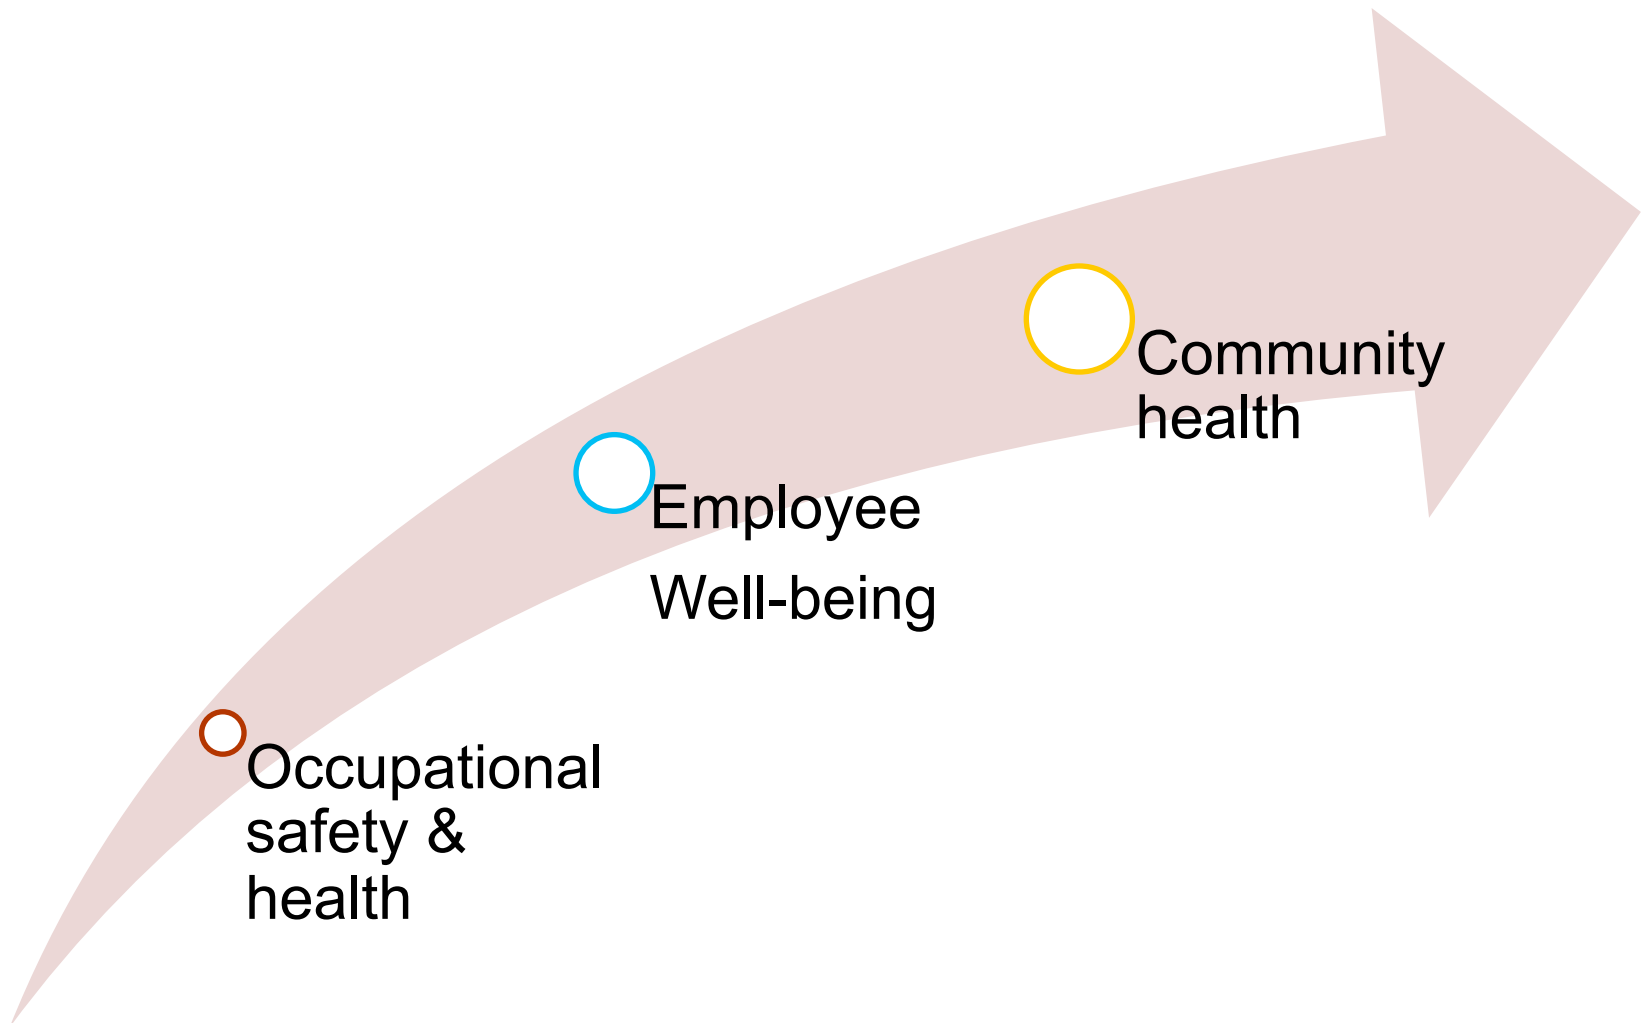 Community
health
Employee
Well-being
Occupational
safety &
health